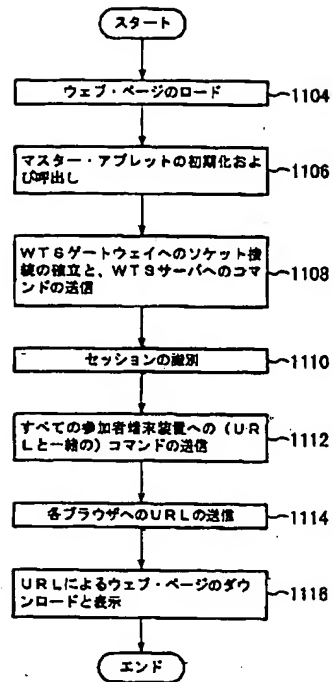 スタート
ウェブ・ページのロード
1104
マスター・アプレットの初期化およ
び呼出し
1106
WTSゲートウェイへのソケット接
続の確立と、WTSサーバへのコマ
ンドの送信
1108
セッションの識別
1110
すべての参加者端末装置への(UR
Lと一緒の)コマンドの送信
1112
各ブラウザへのURLの送信
1114
URLによるウェブ・ページのダウ
ンロードと表示
1116
エンド